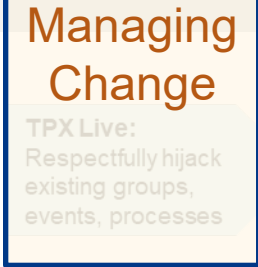 Managing
Change
TPX Live:
Respectfully hijack
existing groups,
events, processes